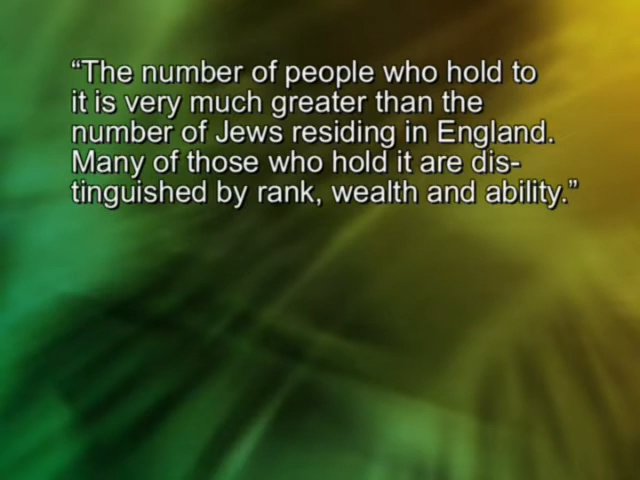 “The number of people who hold to
it is very much greater than the
number of Jews residing in England.
Many of those who hold it are dis-
tinguished by rank, wealth and ability.”